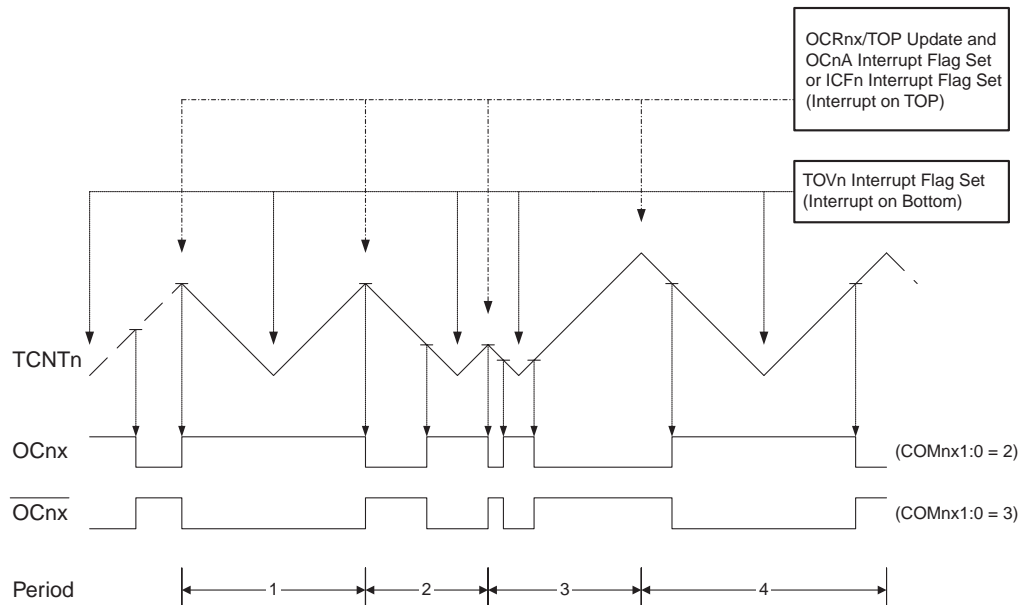 OCRnx/TOP Update and
OCnA Interrupt Flag Set
or ICFn Interrupt Flag Set
(Interrupt on TOP)
TOVn Interrupt Flag Set
(Interrupt on Bottom)
TCNTn
OCnx
(COMnx1:0 = 2)
OCnx
(COMnx1:0 = 3)
Period
1
2
3
4